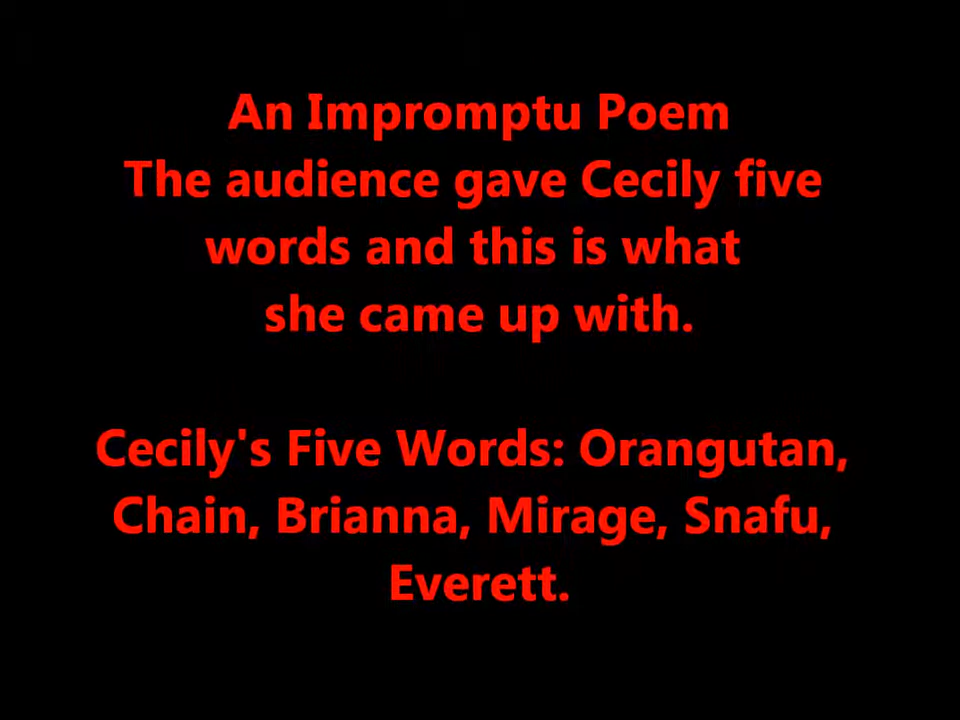 An Impromptu Poem
The audience gave Cecily five
words and this is what
she came up with.
Cecily's Five Words: Orangutan,
Chain, Brianna, Mirage, Snafu,
Everett.